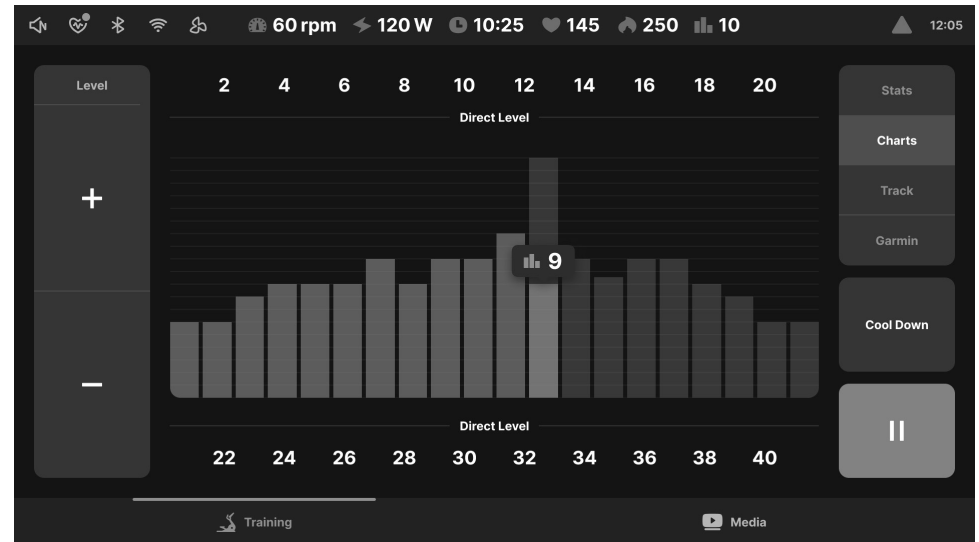 60 rpm 120 W 10:25 145 250 10 12:05
Level
2 4 6 8 10 12 14 16 18 20
Direct Level
Stats
Charts
Track
Garmin
9
Cool Down
Direct Level
22 24 26 28 30 32 34 36 38 40
Training
Media